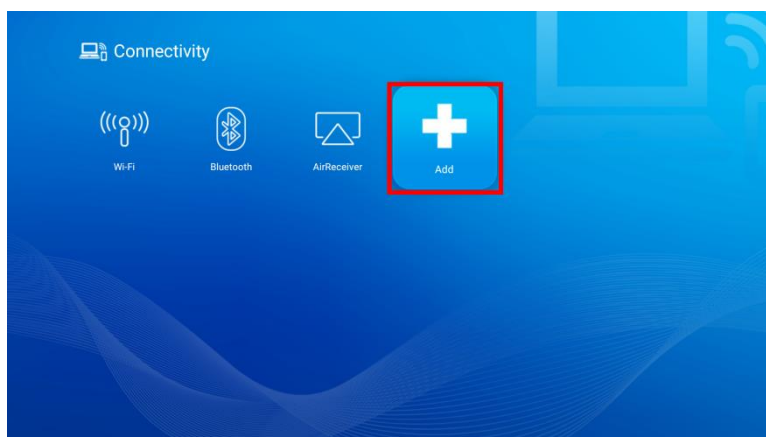 Connectivity
Wi-Fi
Bluetooth
AirReceiver
Add